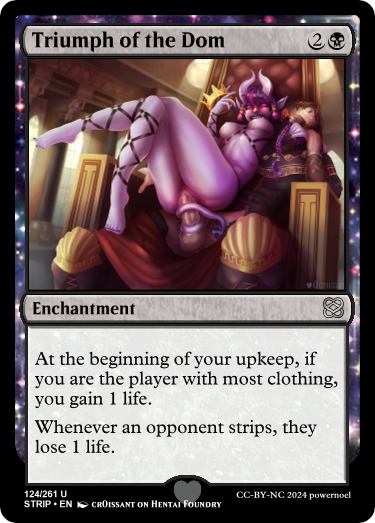 Triumph of the Dom 2
Enchantment
At the beginning of your upkeep, if
you are the player with most clothing,
you gain 1 life.
Whenever an opponent strips, they
lose 1 life.
124/261 U
STRIP • EN CR0ISSANT ON HENTAI FOUNDRY
CC-BY-NC 2024 powernoel